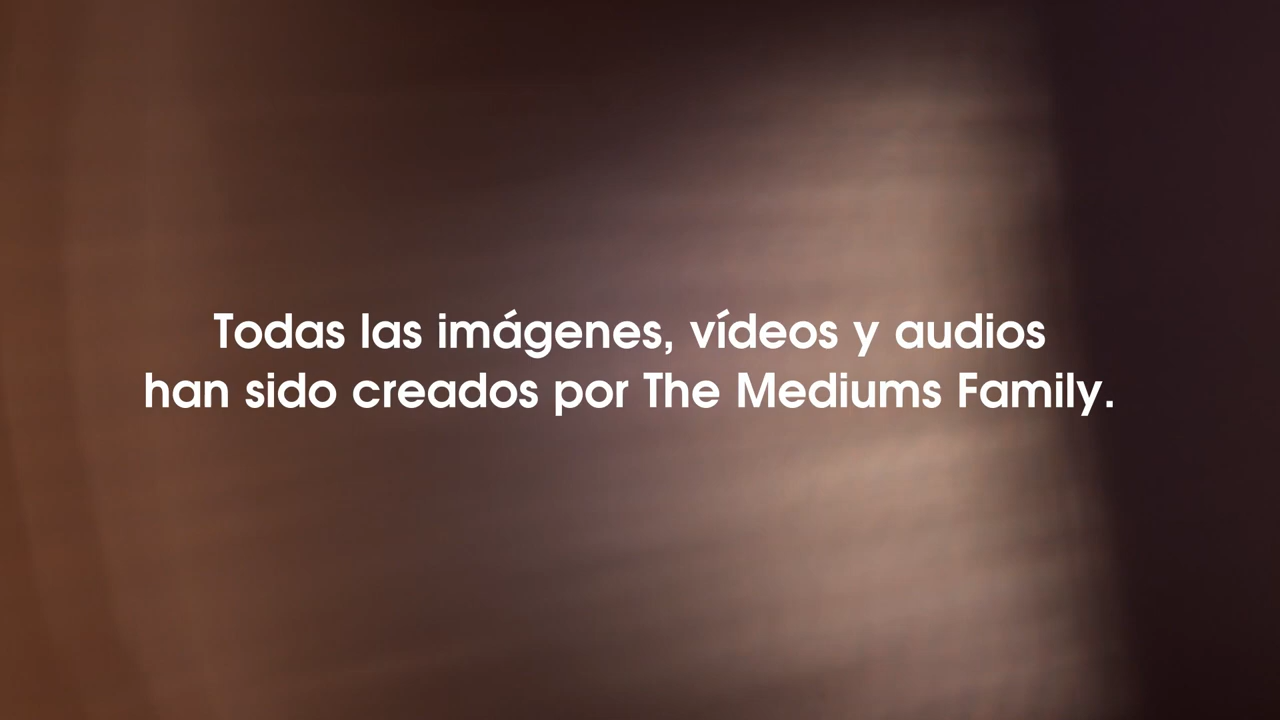 Todas las imágenes, vídeos y audios
han sido creados por The Mediums Family.